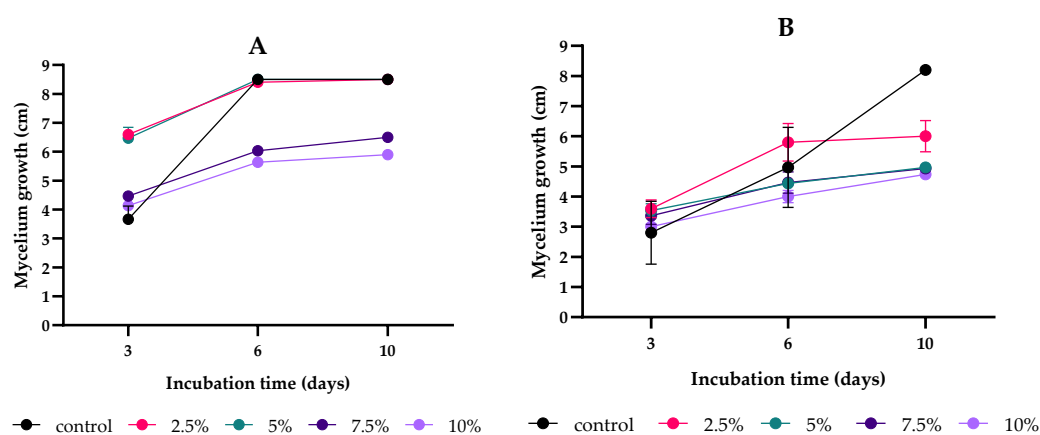 A
Mycelium growth (cm)
9
8
7
6
5
4
3
2
1
0
3 6 10
Incubation time (days)
control 2.5% 5% 7.5% 10%
B
Mycelium growth (cm)
9
8
7
6
5
4
3
2
1
0
3 6 10
Incubation time (days)
control 2.5% 5% 7.5% 10%